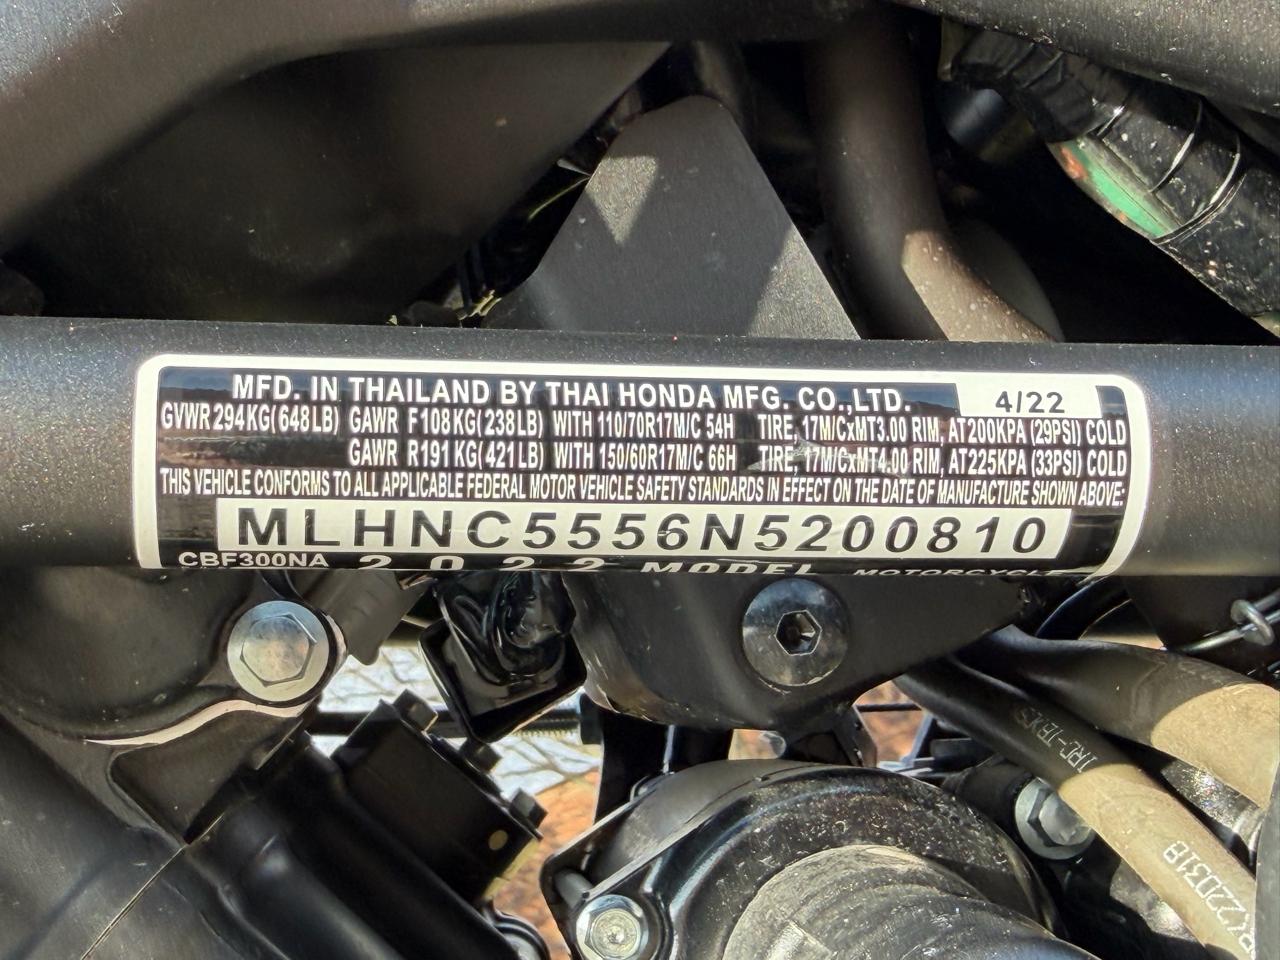 MFD. IN THAILAND BY THAI HONDA MFG. CO.,LTD. 4/22
GVWR 294KG(648LB) GAWR F108KG(238LB) WITH 110/70R17M/C 54H TIRE, 17M/CxMT3.00 RIM, AT200KPA (29PSI) COLD
GAWR R191KG(421LB) WITH 150/60R17M/C 66H TIRE, 17M/CxMT4.00 RIM, AT225KPA (33PSI) COLD
THIS VEHICLE CONFORMS TO ALL APPLICABLE FEDERAL MOTOR VEHICLE SAFETY STANDARDS IN EFFECT ON THE DATE OF MANUFACTURE SHOWN ABOVE:
MLHNC5556N5200810
CBF300NA 2022 MODEL MOTORCYCLE